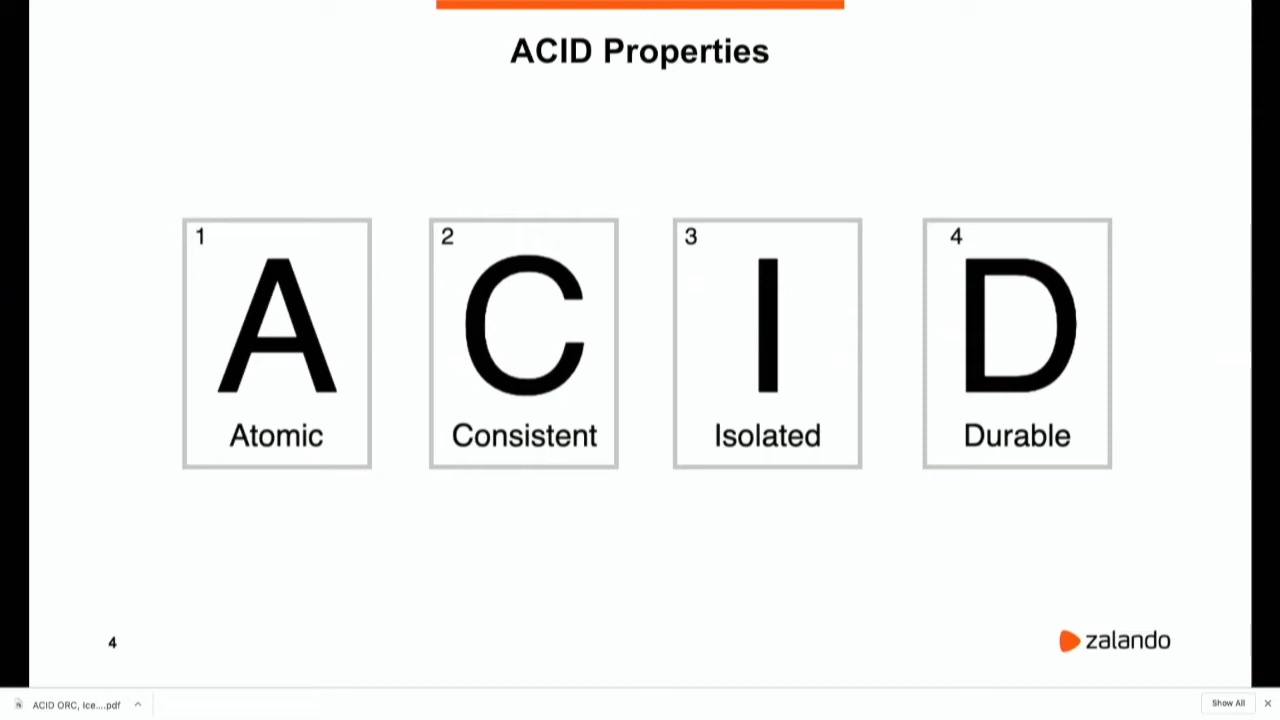 ACID Properties
1
A
Atomic
2
C
Consistent
3
I
Isolated
4
D
Durable
4
zalando
ACID ORC, Ice....pdf
Show All